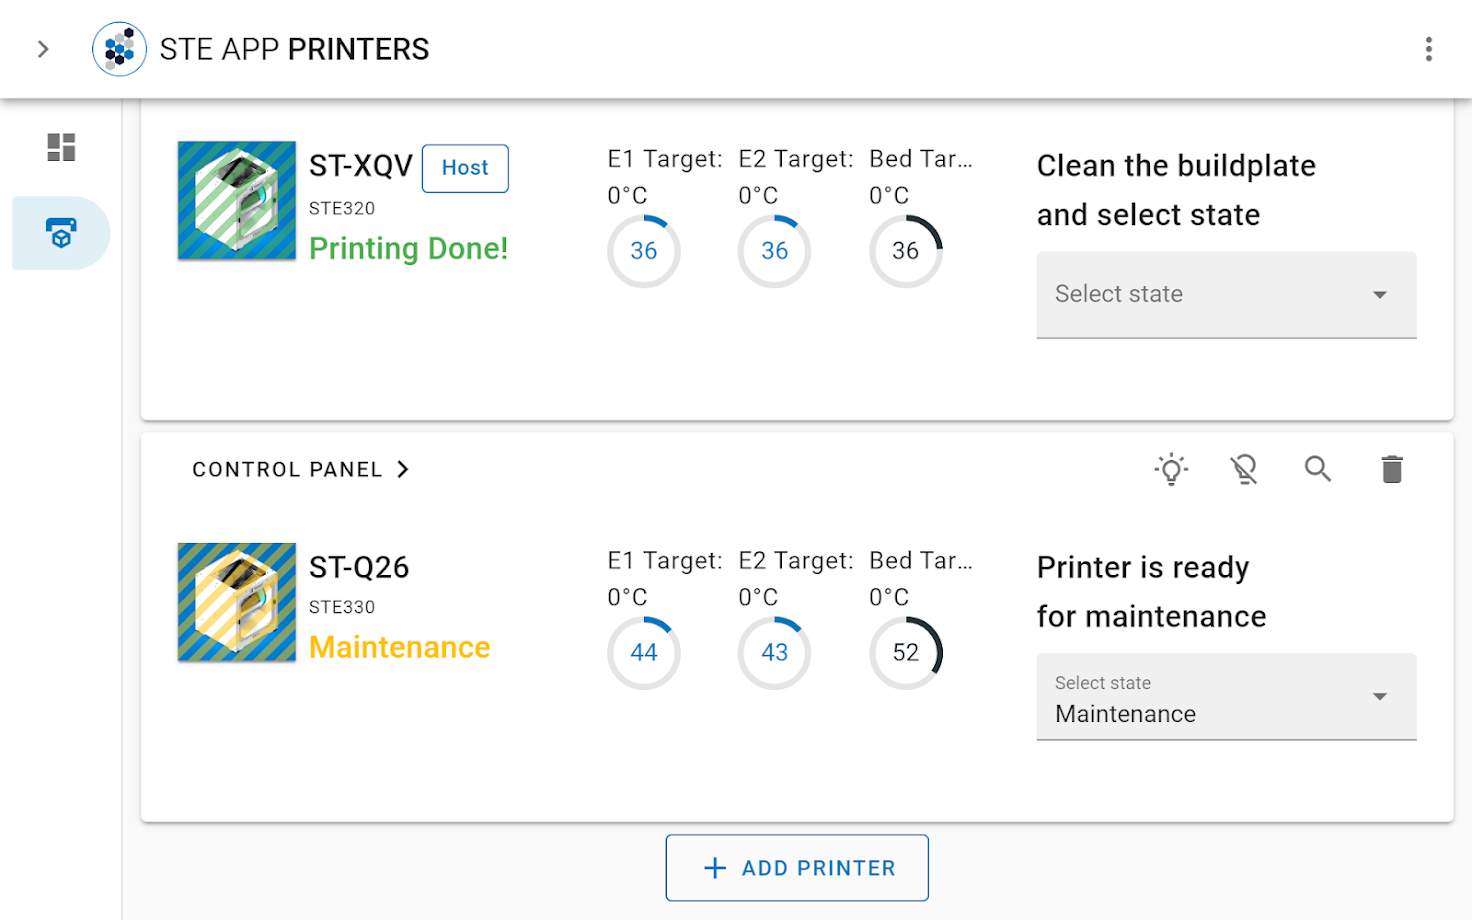 STE APP PRINTERS
ST-XQV Host
STE320
Printing Done!
E1 Target: E2 Target: Bed Tar...
0°C 0°C 0°C
36 36 36
Clean the buildplate
and select state
Select state
CONTROL PANEL
ST-Q26
STE330
Maintenance
E1 Target: E2 Target: Bed Tar...
0°C 0°C 0°C
44 43 52
Printer is ready
for maintenance
Select state
Maintenance
ADD PRINTER